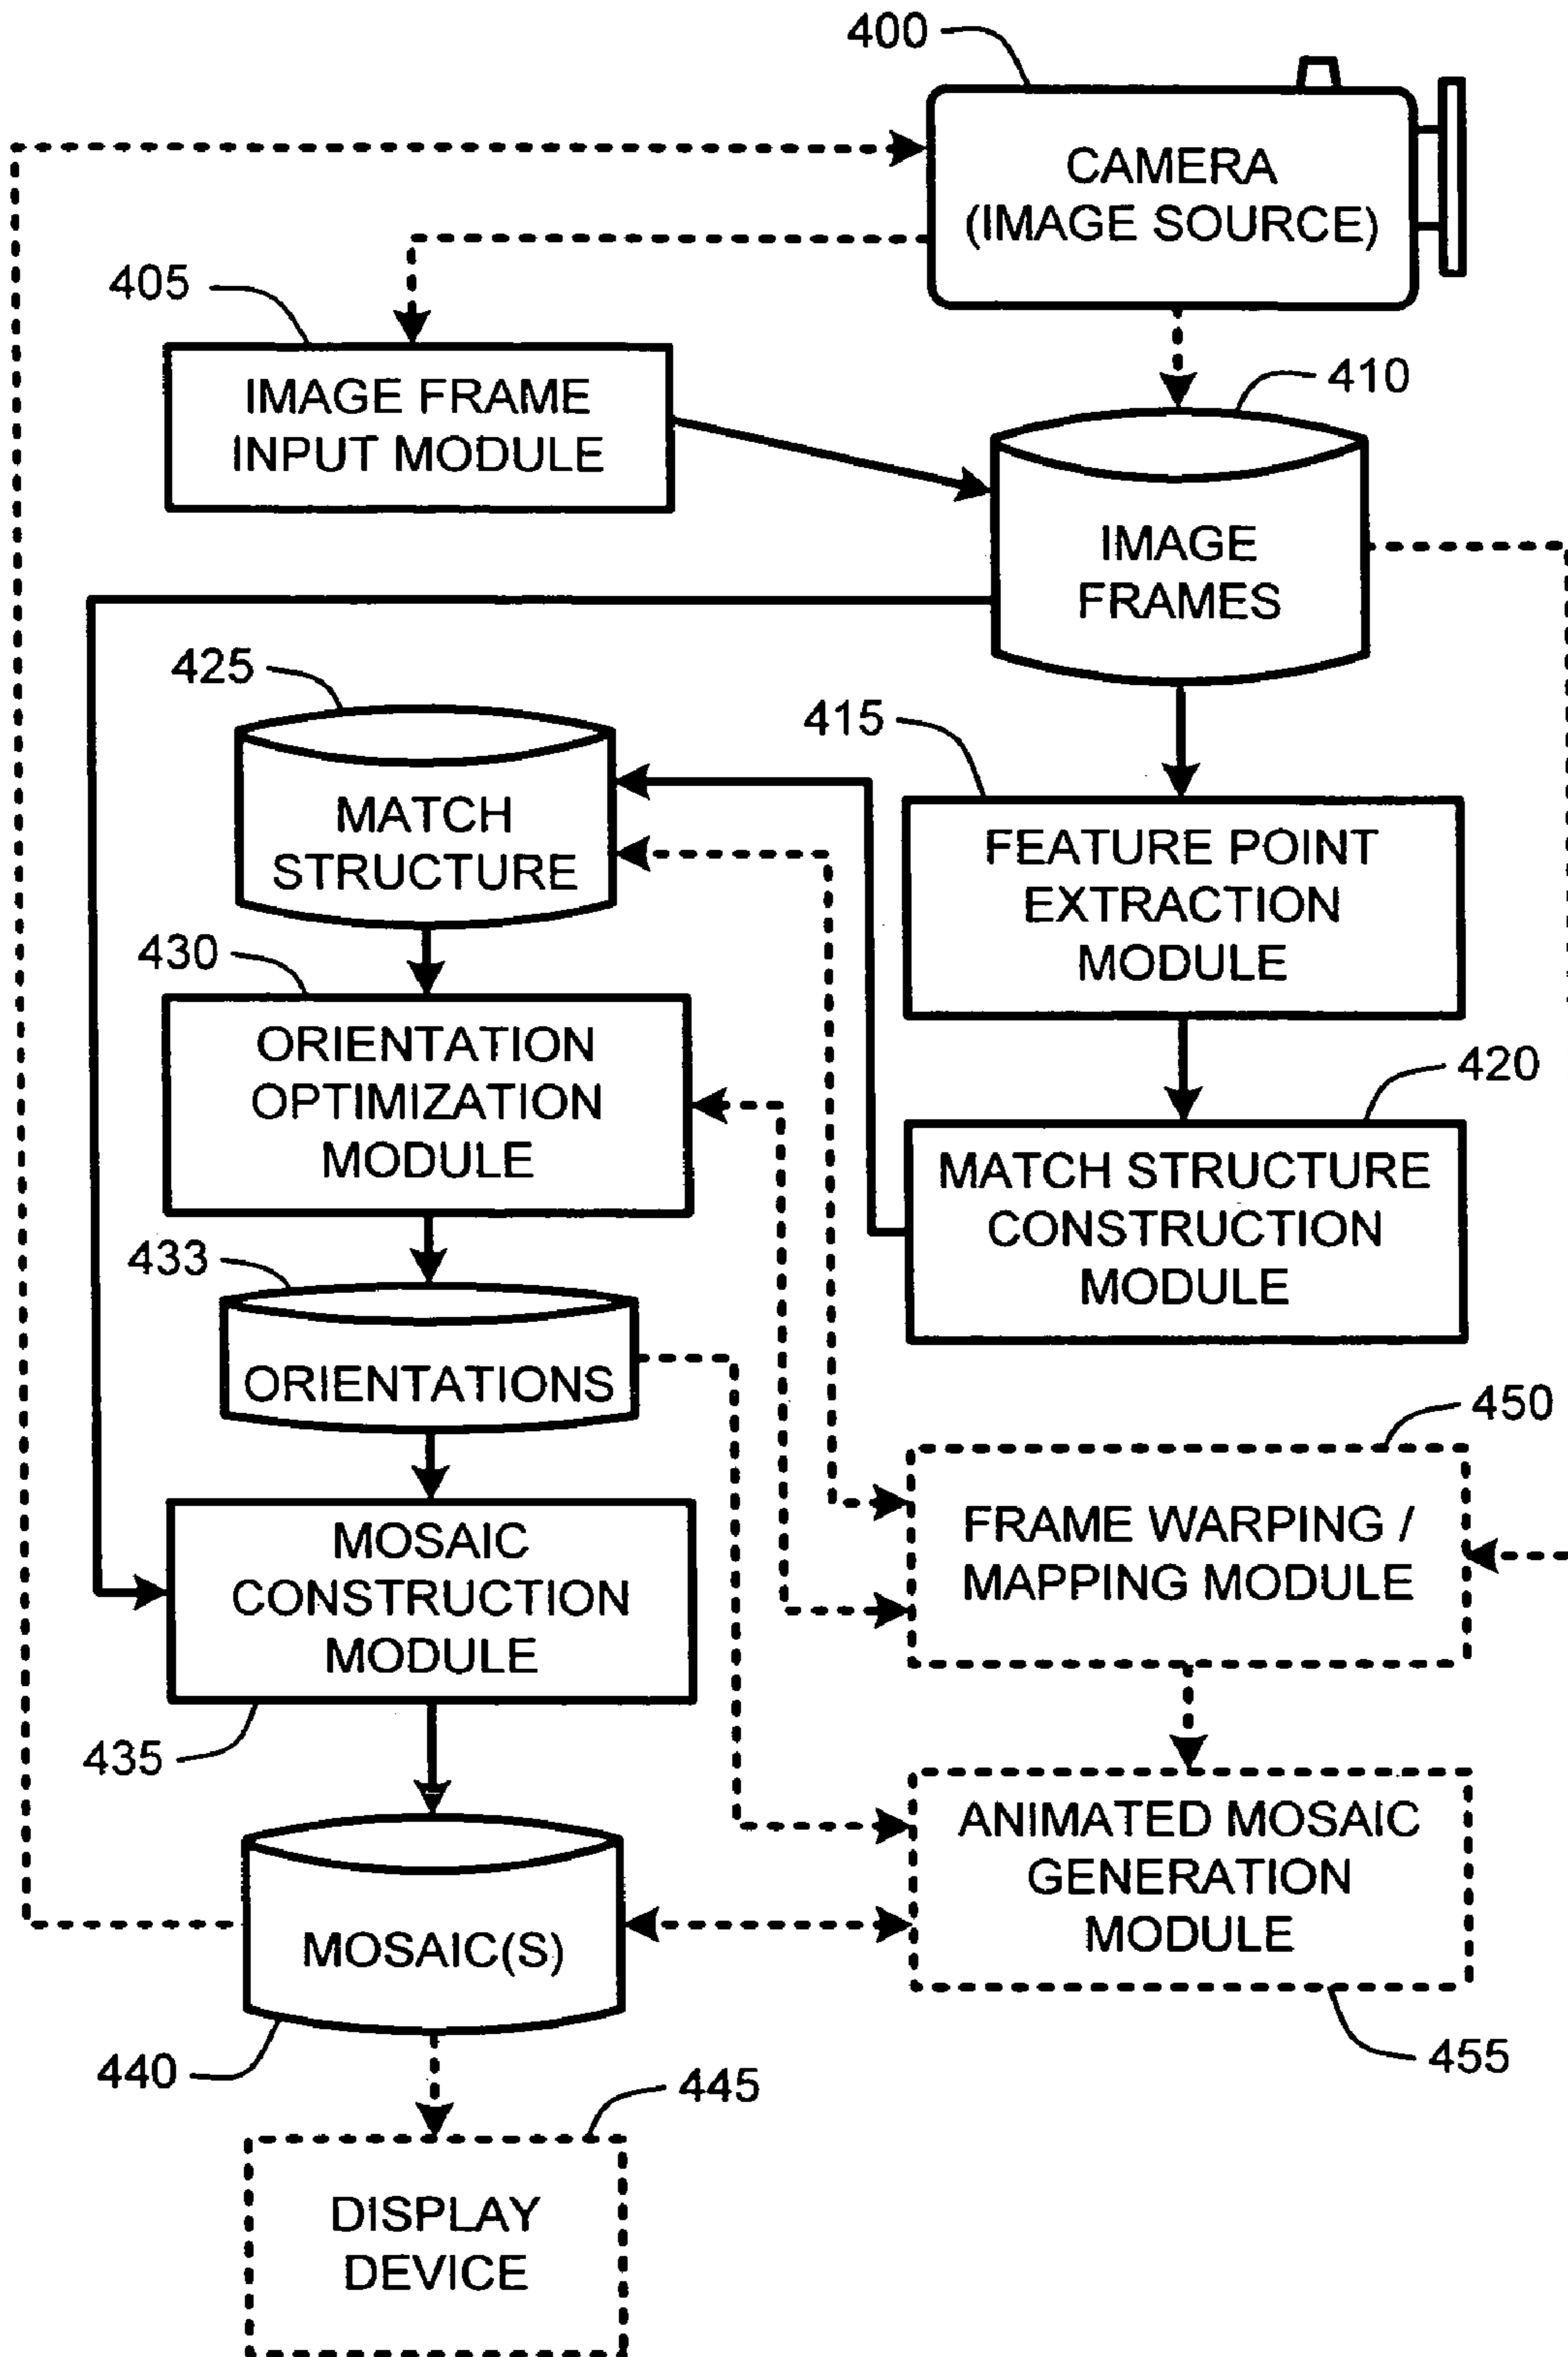 400
CAMERA
(IMAGE SOURCE)
405
IMAGE FRAME
INPUT MODULE
410
IMAGE
FRAMES
425
MATCH
STRUCTURE
415
FEATURE POINT
EXTRACTION
MODULE
430
ORIENTATION
OPTIMIZATION
MODULE
420
MATCH STRUCTURE
CONSTRUCTION
MODULE
433
ORIENTATIONS
450
FRAME WARPING /
MAPPING MODULE
MOSAIC
CONSTRUCTION
MODULE
435
ANIMATED MOSAIC
GENERATION
MODULE
455
MOSAIC(S)
440
445
DISPLAY
DEVICE